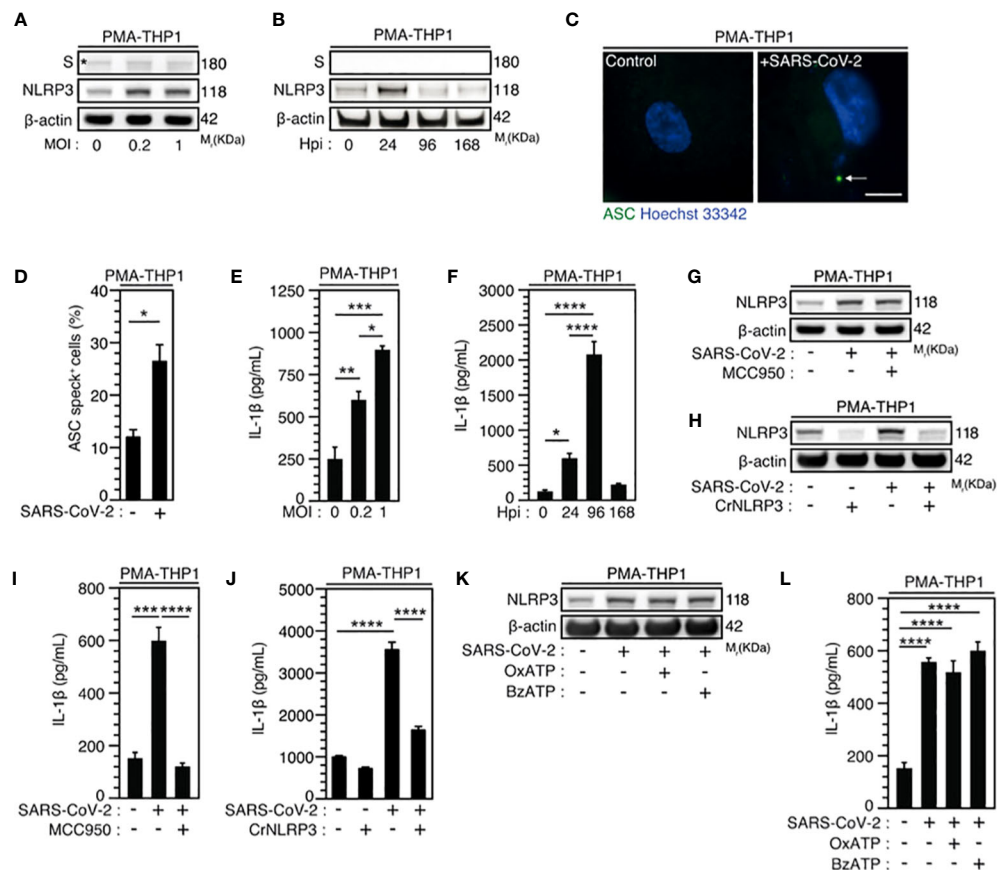 A
PMA-THP1
S * 180
NLRP3 118
β-actin 42
MOI : 0 0.2 1 Mr(KDa)
B
PMA-THP1
S 180
NLRP3 118
β-actin 42
Hpi : 0 24 96 168 Mr(KDa)
C
PMA-THP1
Control +SARS-CoV-2
ASC Hoechst 33342
D
PMA-THP1
ASC speck+ cells (%)
40
30
20
10
0
*
SARS-CoV-2 : - +
E
PMA-THP1
IL-1β (pg/mL)
1250
1000
750
500
250
0
***
*
**
MOI : 0 0.2 1
F
PMA-THP1
IL-1β (pg/mL)
3000
2500
2000
1500
1000
500
0
****
****
*
Hpi : 0 24 96 168
G
PMA-THP1
NLRP3 118
β-actin 42
SARS-CoV-2 : - + + Mr(KDa)
MCC950 : - - +
H
PMA-THP1
NLRP3 118
β-actin 42
SARS-CoV-2 : - - + + Mr(KDa)
CrNLRP3 : - + - +
I
PMA-THP1
IL-1β (pg/mL)
800
600
400
200
0
*** ****
SARS-CoV-2 : - + +
MCC950 : - - +
J
PMA-THP1
IL-1β (pg/mL)
5000
4000
3000
2000
1000
0
****
****
SARS-CoV-2 : - - + +
CrNLRP3 : - + - +
K
PMA-THP1
NLRP3 118
β-actin 42
SARS-CoV-2 : - + + + Mr(KDa)
OxATP : - - + -
BzATP : - - - +
L
PMA-THP1
IL-1β (pg/mL)
800
600
400
200
0
****
****
****
SARS-CoV-2 : - + + +
OxATP : - - + -
BzATP : - - - +